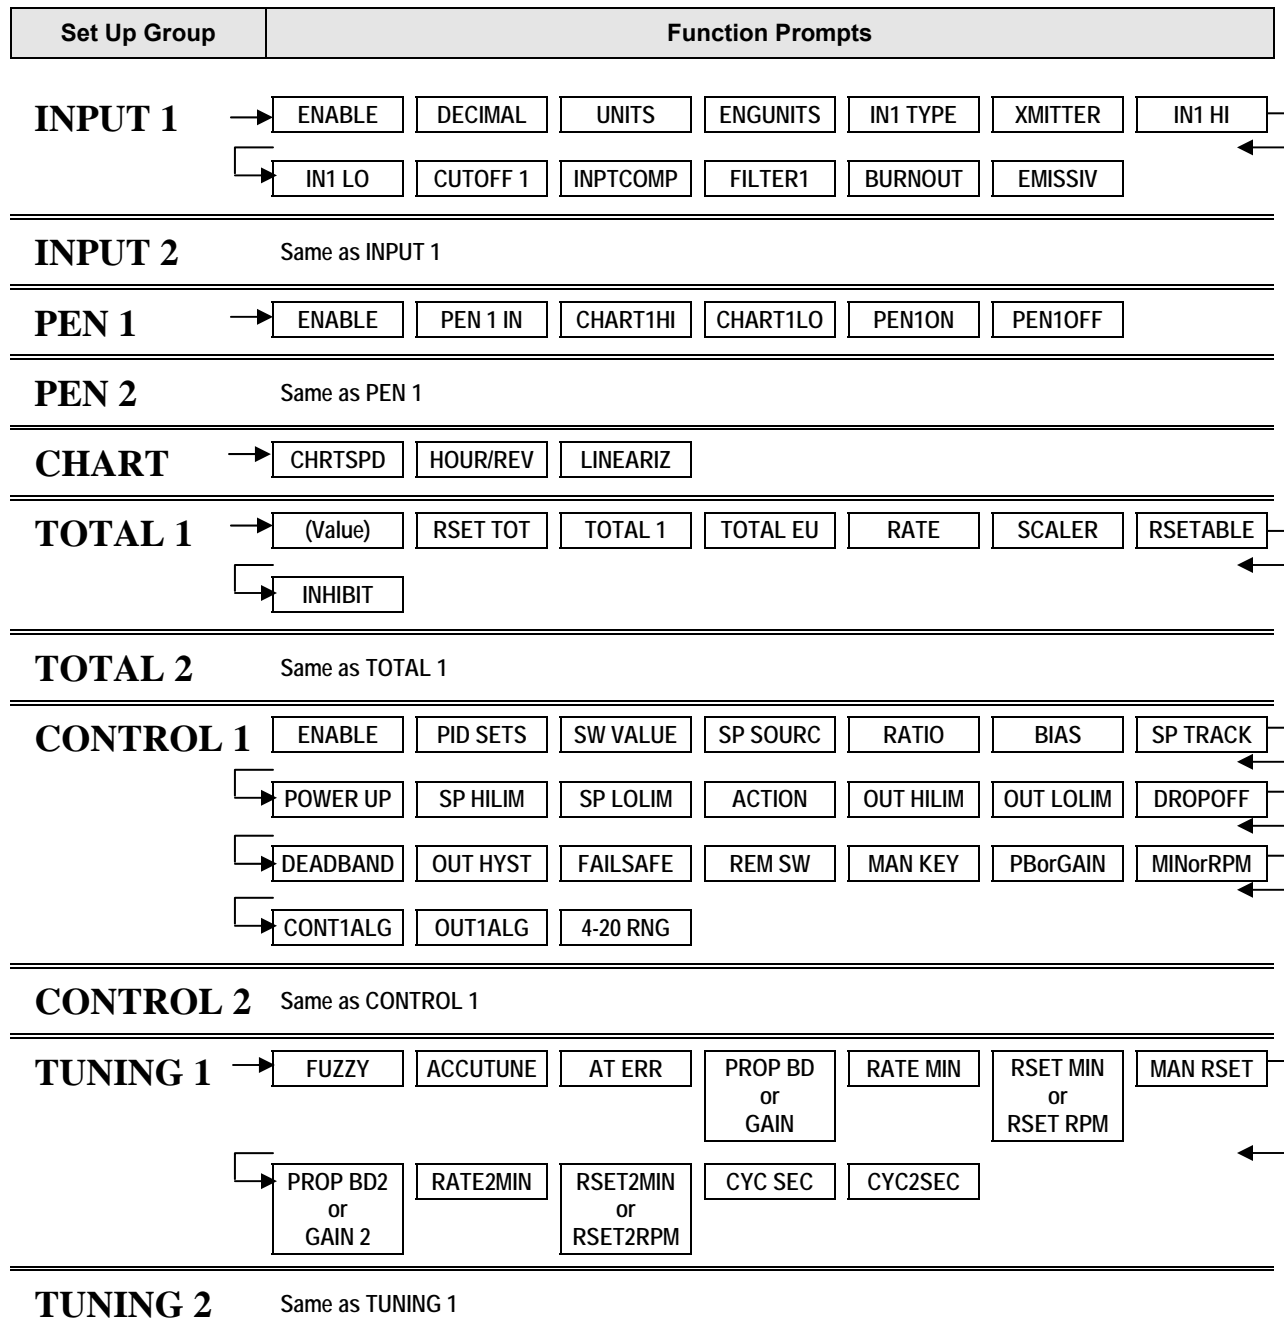 Set Up Group Function Prompts
INPUT 1 ENABLE DECIMAL UNITS ENGUNITS IN1 TYPE XMITTER IN1 HI
IN1 LO CUTOFF 1 INPTCOMP FILTER1 BURNOUT EMISSIV
INPUT 2 Same as INPUT 1
PEN 1 ENABLE PEN 1 IN CHART1HI CHART1LO PEN1ON PEN1OFF
PEN 2 Same as PEN 1
CHART CHRTSPD HOUR/REV LINEARIZ
TOTAL 1 (Value) RSET TOT TOTAL 1 TOTAL EU RATE SCALER RSETABLE
INHIBIT
TOTAL 2 Same as TOTAL 1
CONTROL 1 ENABLE PID SETS SW VALUE SP SOURC RATIO BIAS SP TRACK
POWER UP SP HILIM SP LOLIM ACTION OUT HILIM OUT LOLIM DROPOFF
DEADBAND OUT HYST FAILSAFE REM SW MAN KEY PBorGAIN MINorRPM
CONT1ALG OUT1ALG 4-20 RNG
CONTROL 2 Same as CONTROL 1
TUNING 1 FUZZY ACCUTUNE AT ERR PROP BD RATE MIN RSET MIN MAN RSET
or or
GAIN RSET RPM
PROP BD2 RATE2MIN RSET2MIN CYC SEC CYC2SEC
or or
GAIN 2 RSET2RPM
TUNING 2 Same as TUNING 1